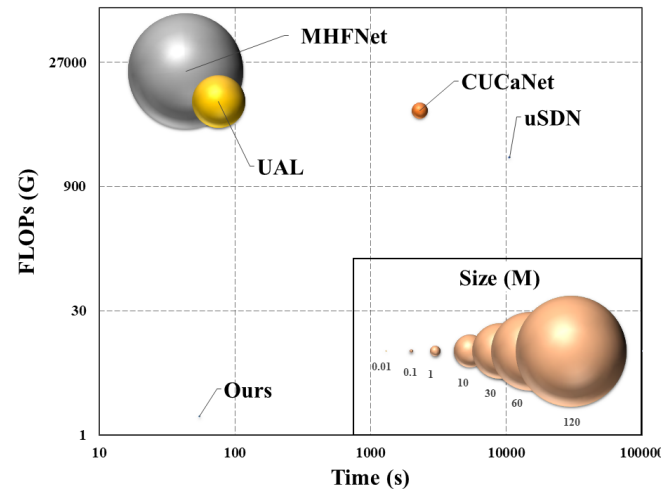 MHFNet
27000
CUCaNet
uSDN
UAL
900
FLOPs (G)
Size (M)
30
0.01
0.1
1
10
30
60
120
Ours
1
10
100
1000
10000
100000
Time (s)